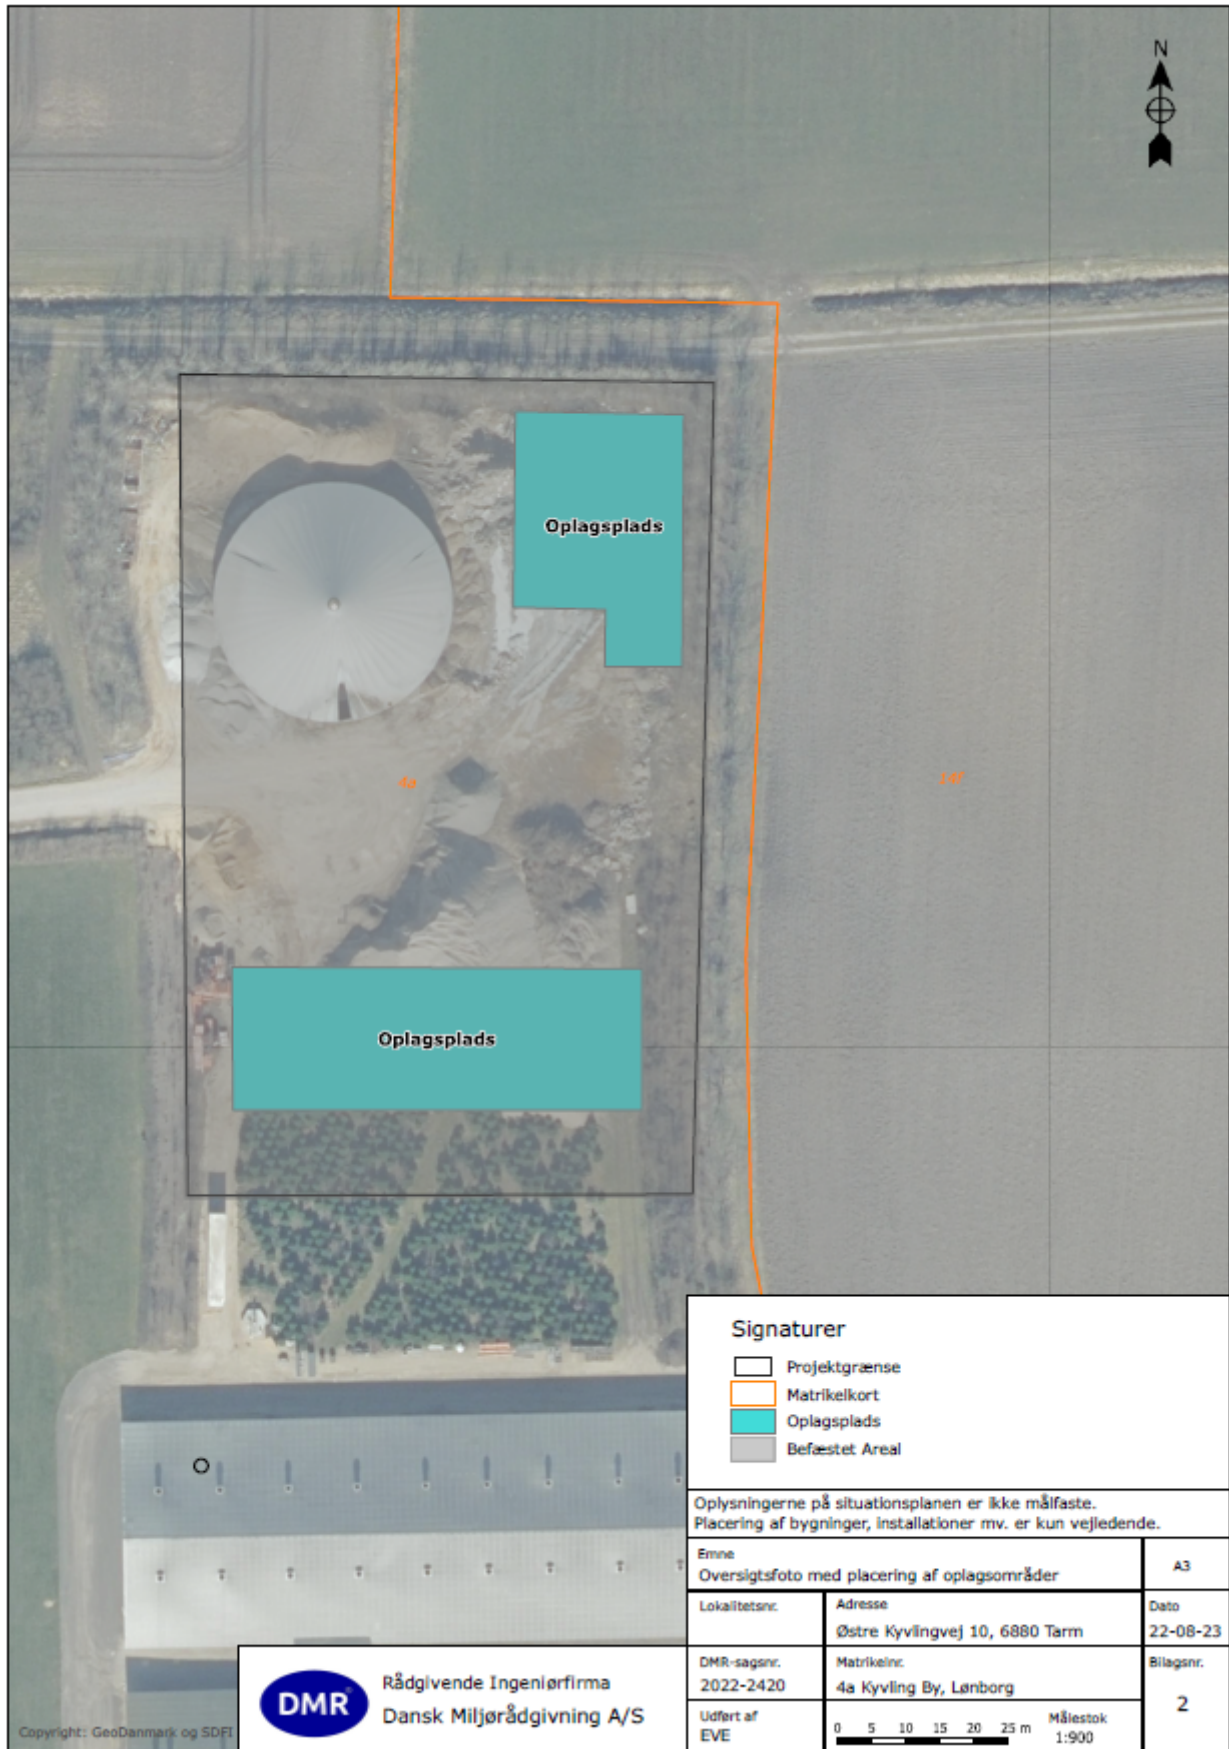 N
Oplagsplads
4a
Oplagsplads
Signaturer
Projektgrænse
Matrikelkort
Oplagsplads
Befæstet Areal
Oplysningerne på situationsplanen er ikke målfaste.
Placering af bygninger, installationer mv. er kun vejledende.
Emne
Oversigtsfoto med placering af oplagsområder
A3
Lokalitetsnr.
Adresse
Østre Kyvlingvej 10, 6880 Tarm
Dato
22-08-23
DMR-sagsnr.
2022-2420
Matrikelnr.
4a Kyvling By, Lønborg
Bilagsnr.
2
Udført af
EVE
0 5 10 15 20 25 m
Målestok
1:900
DMR
Rådgivende Ingeniørfirma
Dansk Miljørådgivning A/S
Copyright: GeoDanmark og SDFI